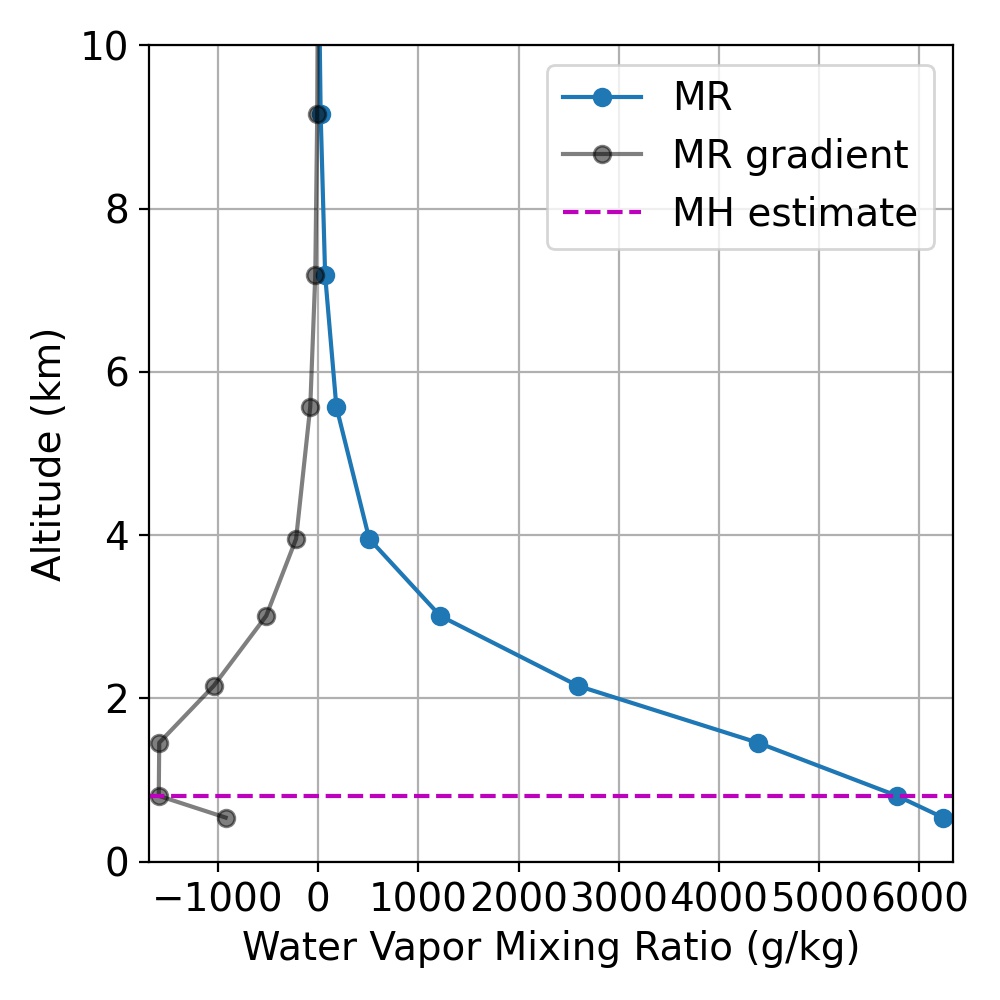 10
8
6
4
2
0
Altitude (km)
MR
MR gradient
MH estimate
−1000 0 1000 2000 3000 4000 5000 6000
Water Vapor Mixing Ratio (g/kg)